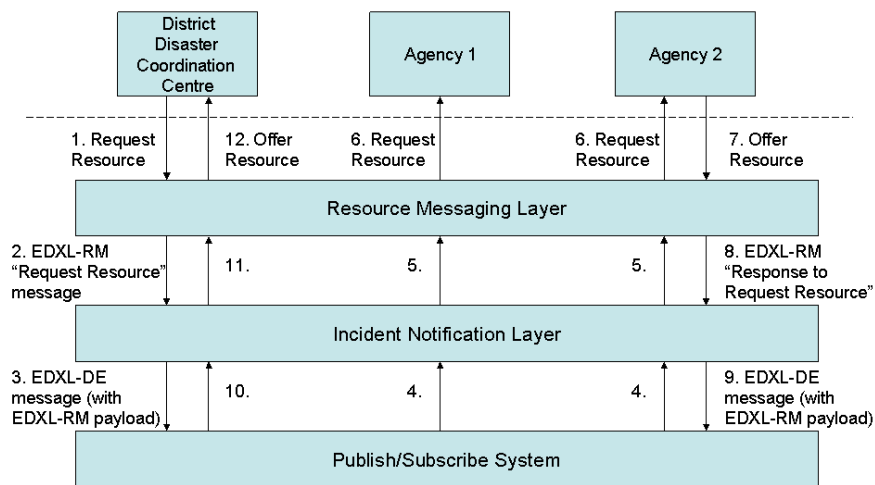 District
Disaster
Coordination
Centre
Agency 1
Agency 2
1. Request
Resource
12. Offer
Resource
6. Request
Resource
6. Request
Resource
7. Offer
Resource
Resource Messaging Layer
2. EDXL-RM
“Request Resource”
message
11.
5.
5.
8. EDXL-RM
“Response to
Request Resource”
Incident Notification Layer
3. EDXL-DE
message (with
EDXL-RM payload)
10.
4.
4.
9. EDXL-DE
message (with
EDXL-RM payload)
Publish/Subscribe System